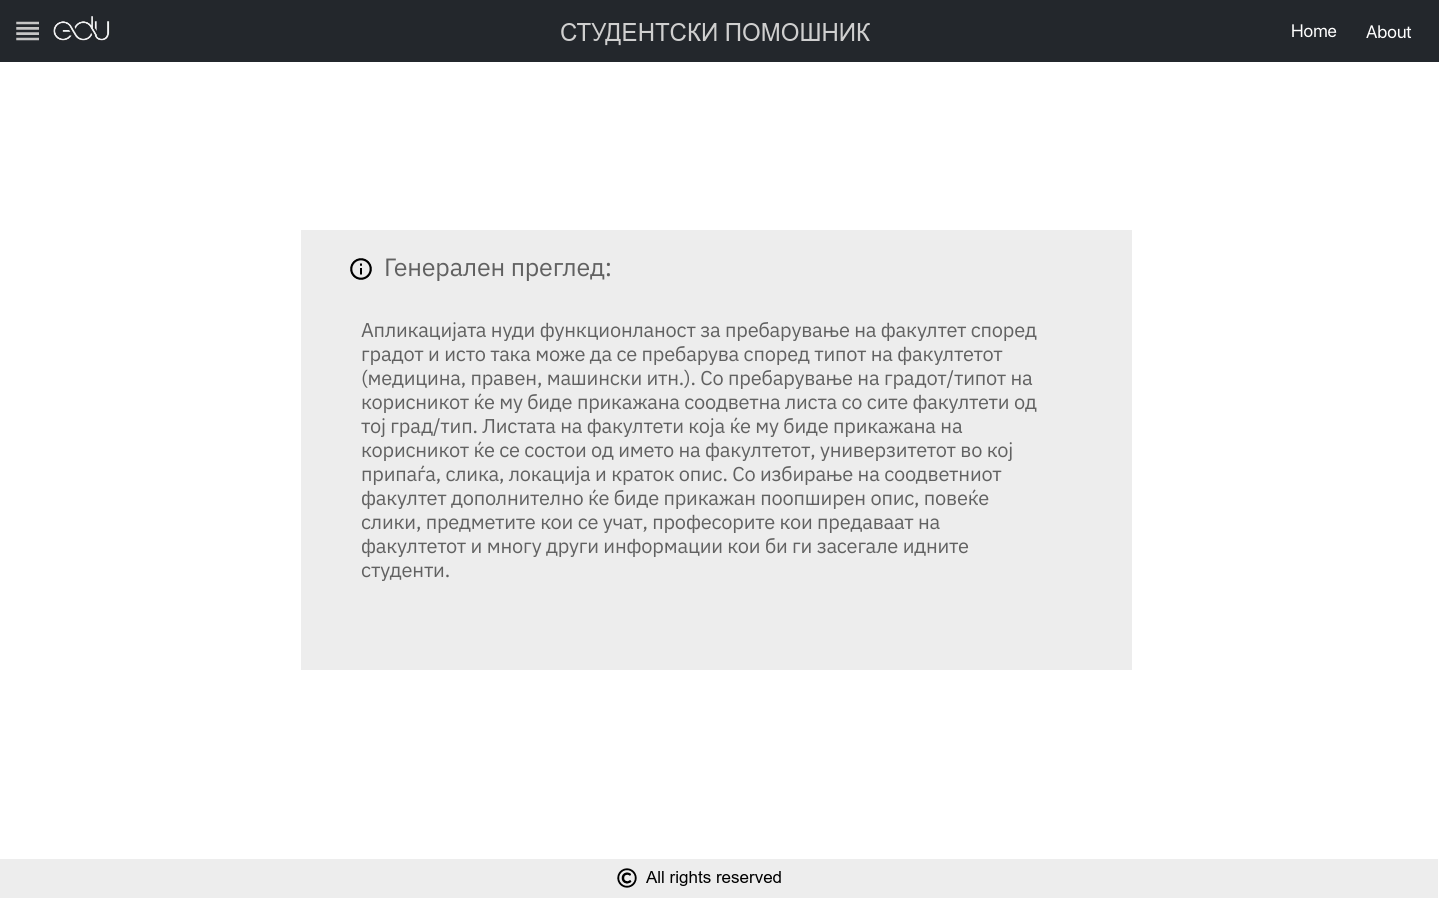 edu
СТУДЕНТСКИ ПОМОШНИК
Home
About
Генерален преглед:
Апликацијата нуди функционланост за пребарување на факултет според
градот и исто така може да се пребарува според типот на факултетот
(медицина, правен, машински итн.). Со пребарување на градот/типот на
корисникот ќе му биде прикажана соодветна листа со сите факултети од
тој град/тип. Листата на факултети која ќе му биде прикажана на
корисникот ќе се состои од името на факултетот, универзитетот во кој
припаѓа, слика, локација и краток опис. Со избирање на соодветниот
факултет дополнително ќе биде прикажан поопширен опис, повеќе
слики, предметите кои се учат, професорите кои предаваат на
факултетот и многу други информации кои би ги засегале идните
студенти.
© All rights reserved